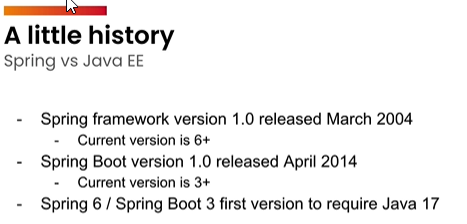 A little history
Spring vs Java EE
- Spring framework version 1.0 released March 2004
- Current version is 6+
- Spring Boot version 1.0 released April 2014
- Current version is 3+
- Spring 6 / Spring Boot 3 first version to require Java 17